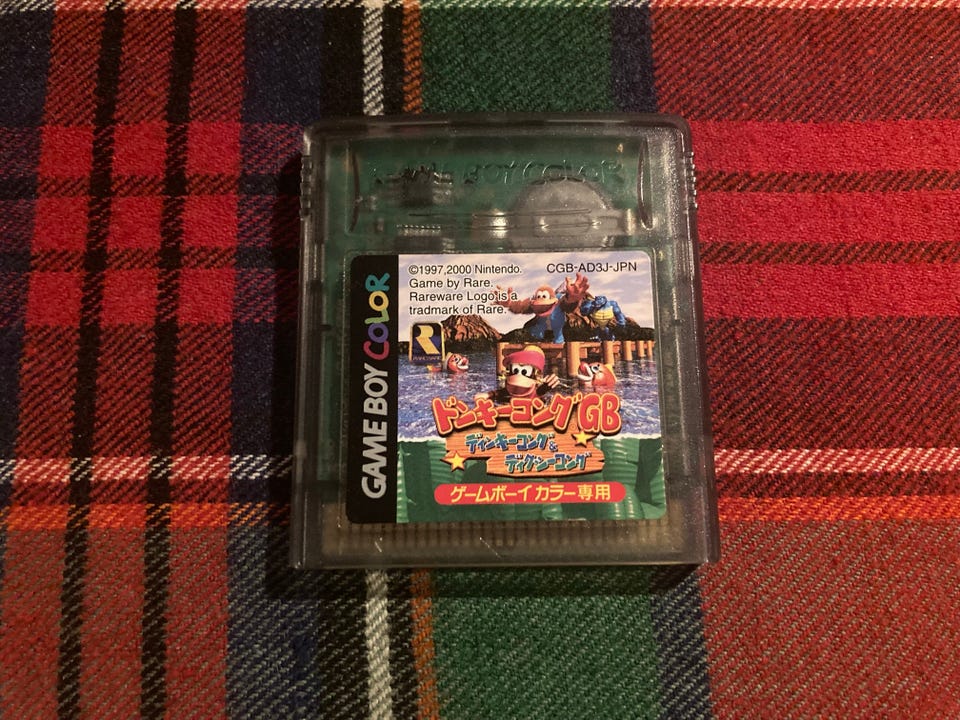 GAME BOY COLOR
©1997,2000 Nintendo.
CGB-AD3J-JPN
Game by Rare.
Rareware Logo is a
tradmark of Rare.
RAREWARE
GAME BOY COLOR
ドンキーコングGB
ディンキーコング&
ディクシーコング
ゲームボーイカラー専用